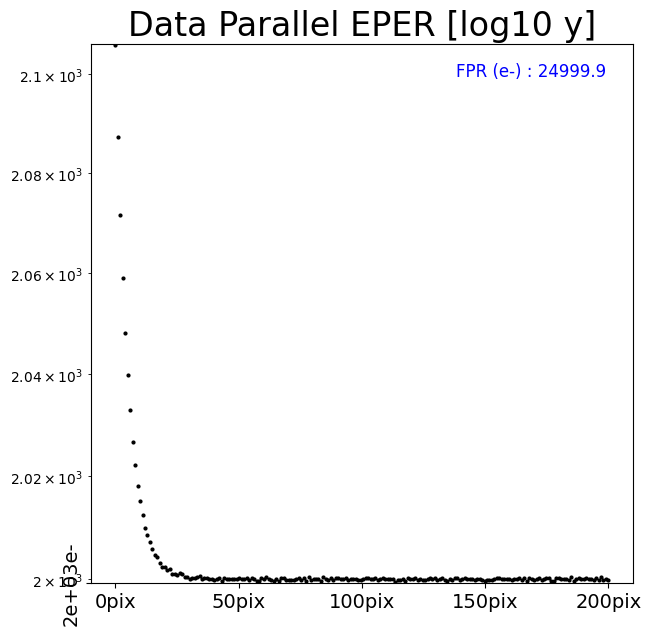 Data Parallel EPER [log10 y]
FPR (e-) : 24999.9
2.1 × 10³
2.08 × 10³
2.06 × 10³
2.04 × 10³
2.02 × 10³
2 × 10³
2e+03e-
0pix 50pix 100pix 150pix 200pix